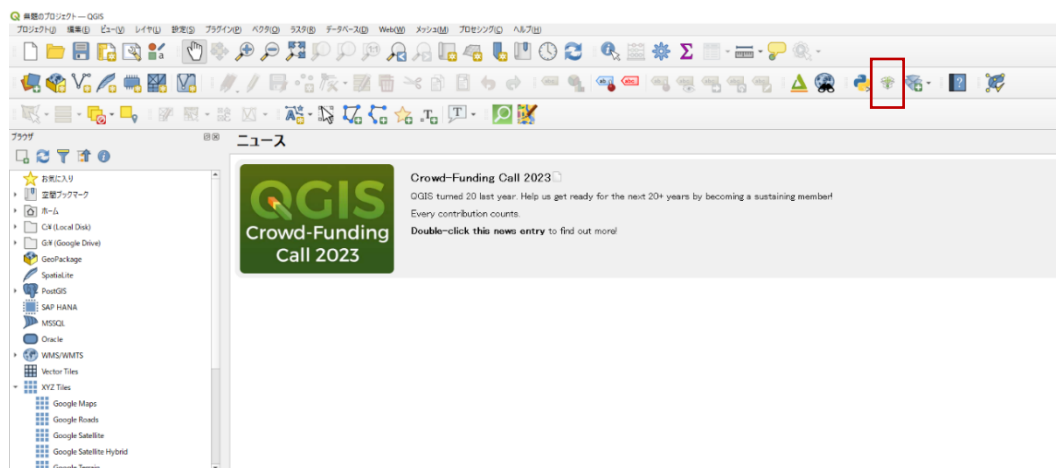 無題のプロジェクト — QGIS
プロジェクト(J) 編集(E) ビュー(V) レイヤ(L) 設定(S) プラグイン(P) ベクタ(O) ラスタ(R) データベース(D) Web(W) メッシュ(M) プロセシング(C) ヘルプ(H)
ブラウザ
ニュース
お気に入り
空間ブックマーク
ホーム
C:¥ (Local Disk)
G:¥ (Google Drive)
GeoPackage
SpatiaLite
PostGIS
SAP HANA
MSSQL
Oracle
WMS/WMTS
Vector Tiles
XYZ Tiles
Google Maps
Google Roads
Google Satellite
Google Satellite Hybrid
Google Terrain
QGIS
Crowd-Funding
Call 2023
Crowd-Funding Call 2023
QGIS turned 20 last year. Help us get ready for the next 20+ years by becoming a sustaining member!
Every contribution counts.
Double-click this news entry to find out more!